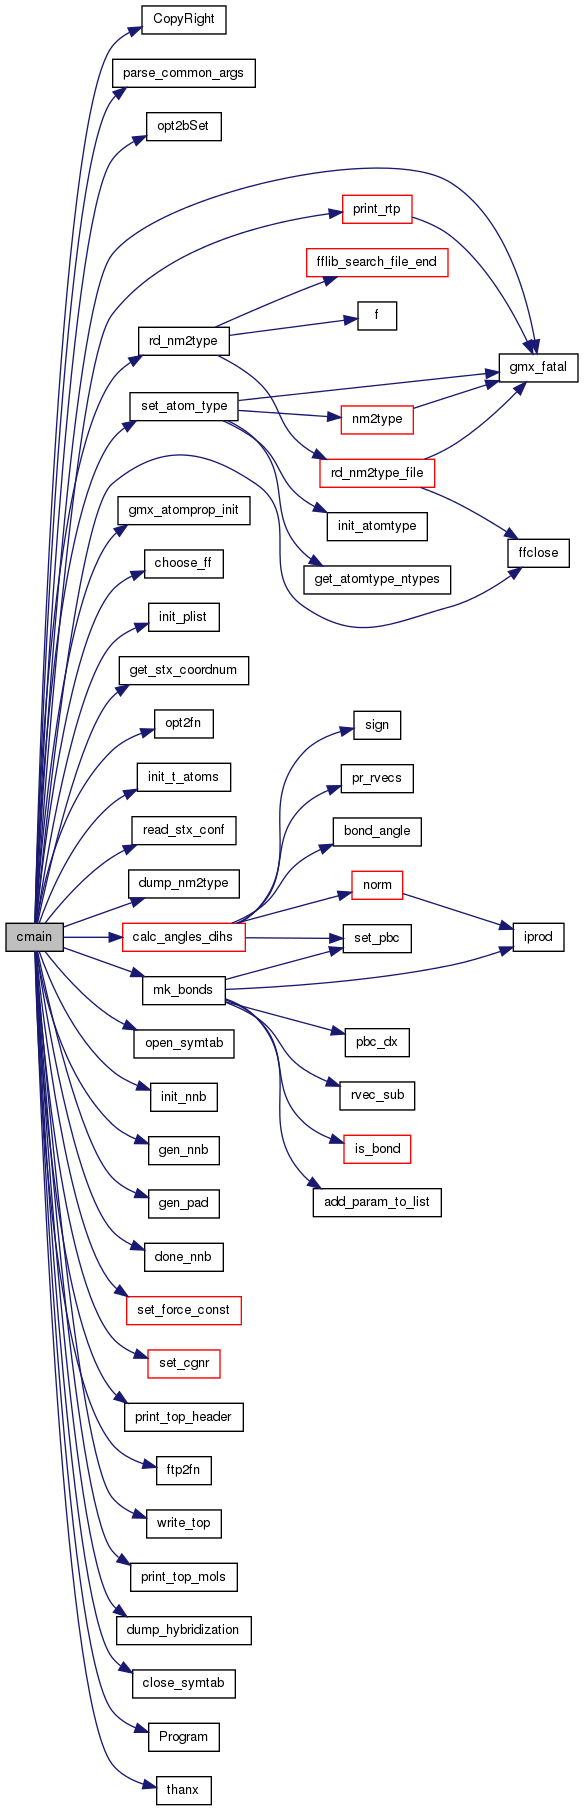 CopyRight
parse_common_args
opt2bSet
print_rtp
fflib_search_file_end
f
rd_nm2type
gmx_fatal
set_atom_type
nm2type
rd_nm2type_file
gmx_atomprop_init
init_atomtype
ffclose
choose_ff
get_atomtype_ntypes
init_plist
get_stx_coordnum
opt2fn
sign
init_t_atoms
pr_rvecs
read_stx_conf
bond_angle
dump_nm2type
norm
cmain
calc_angles_dihs
set_pbc
iprod
mk_bonds
open_symtab
pbc_dx
init_nnb
rvec_sub
gen_nnb
is_bond
gen_pad
add_param_to_list
done_nnb
set_force_const
set_cgnr
print_top_header
ftp2fn
write_top
print_top_mols
dump_hybridization
close_symtab
Program
thanx